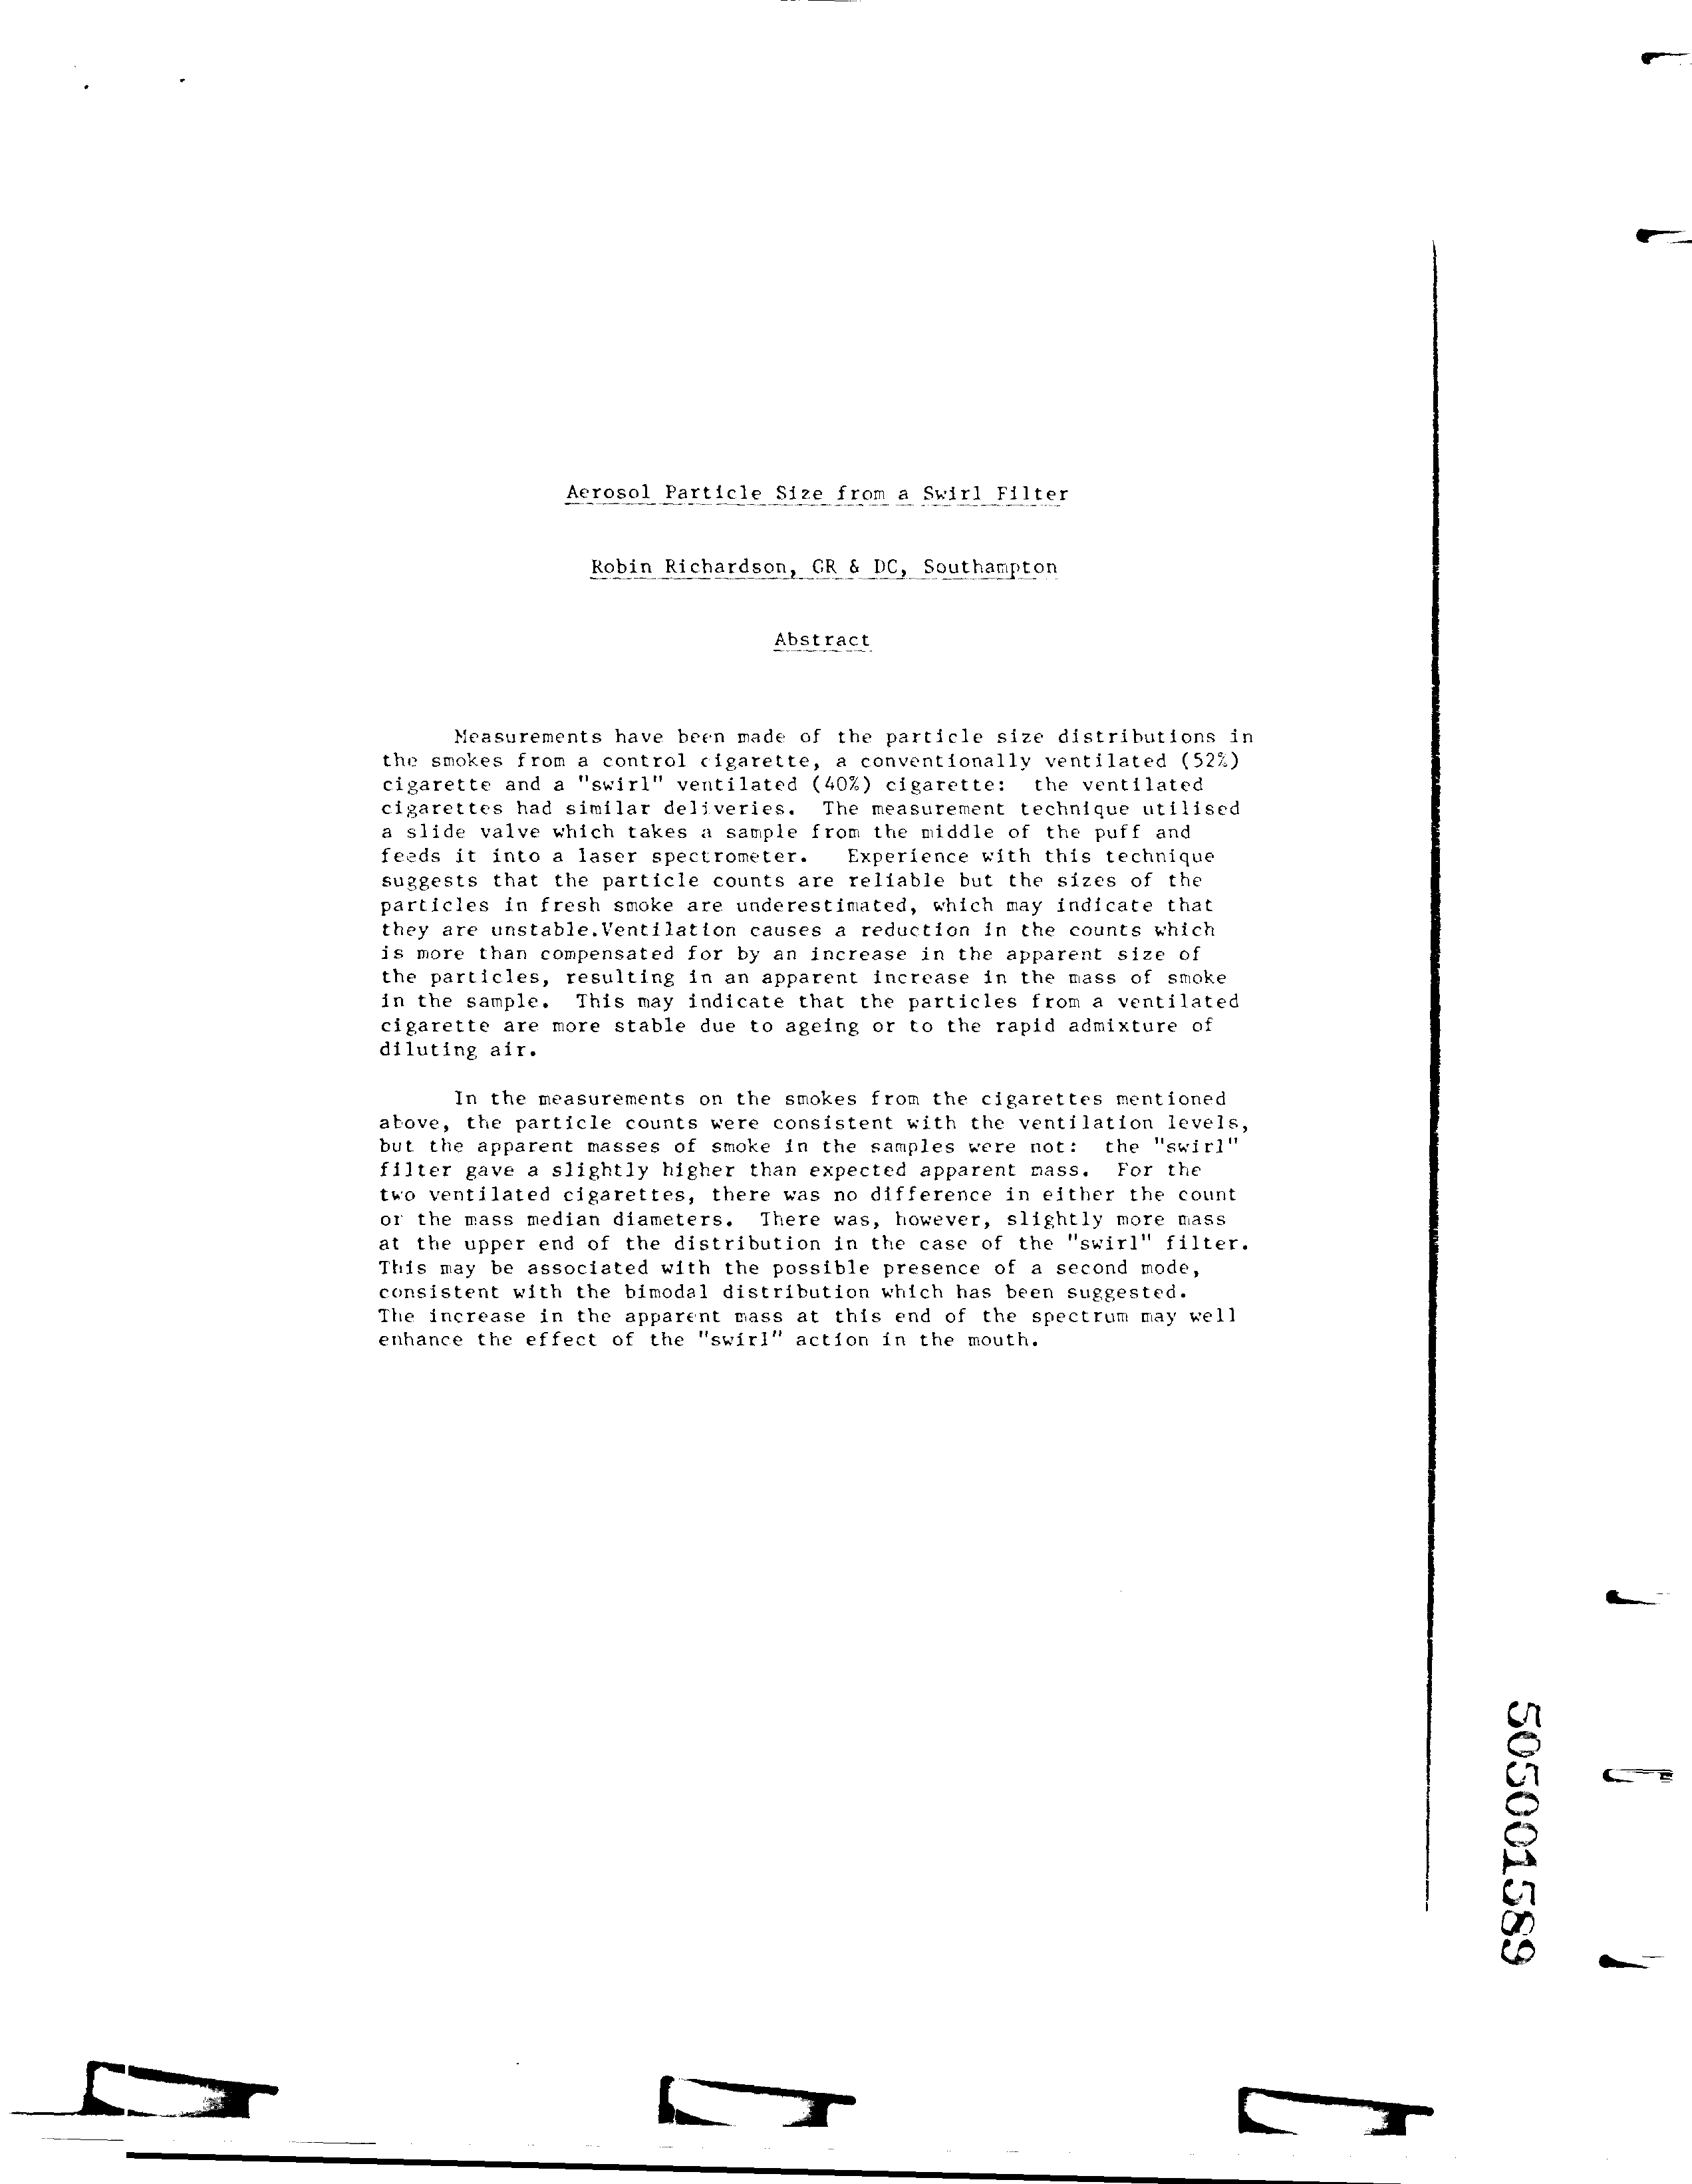 Aerosol Particle Size from a Swirl Filter
Robin Richardson, GR & DC, Southampton
Abstract
Measurements have been made of the particle size distributions in
the smokes from a control cigarette, a conventionally ventilated (52%)
cigarette and a "swirl" ventilated (40%) cigarette: the ventilated
cigarettes had similar deliveries. The measurement technique utilised
a slide valve which takes a sample from the middle of the puff and
feeds it into a laser spectrometer. Experience with this technique
suggests that the particle counts are reliable but the sizes of the
particles in fresh smoke are underestimated, which may indicate that
they are unstable.Ventilation causes a reduction in the counts which
is more than compensated for by an increase in the apparent size of
the particles, resulting in an apparent increase in the mass of smoke
in the sample. This may indicate that the particles from a ventilated
cigarette are more stable due to ageing or to the rapid admixture of
diluting air.
In the measurements on the smokes from the cigarettes mentioned
above, the particle counts were consistent with the ventilation levels,
but the apparent masses of smoke in the samples were not: the "swirl"
filter gave a slightly higher than expected apparent mass. For the
two ventilated cigarettes, there was no difference in either the count
or the mass median diameters. There was, however, slightly more mass
at the upper end of the distribution in the case of the "swirl" filter.
This may be associated with the possible presence of a second mode,
consistent with the bimodal distribution which has been suggested.
The increase in the apparent mass at this end of the spectrum may well
enhance the effect of the "swirl" action in the mouth.
505001589